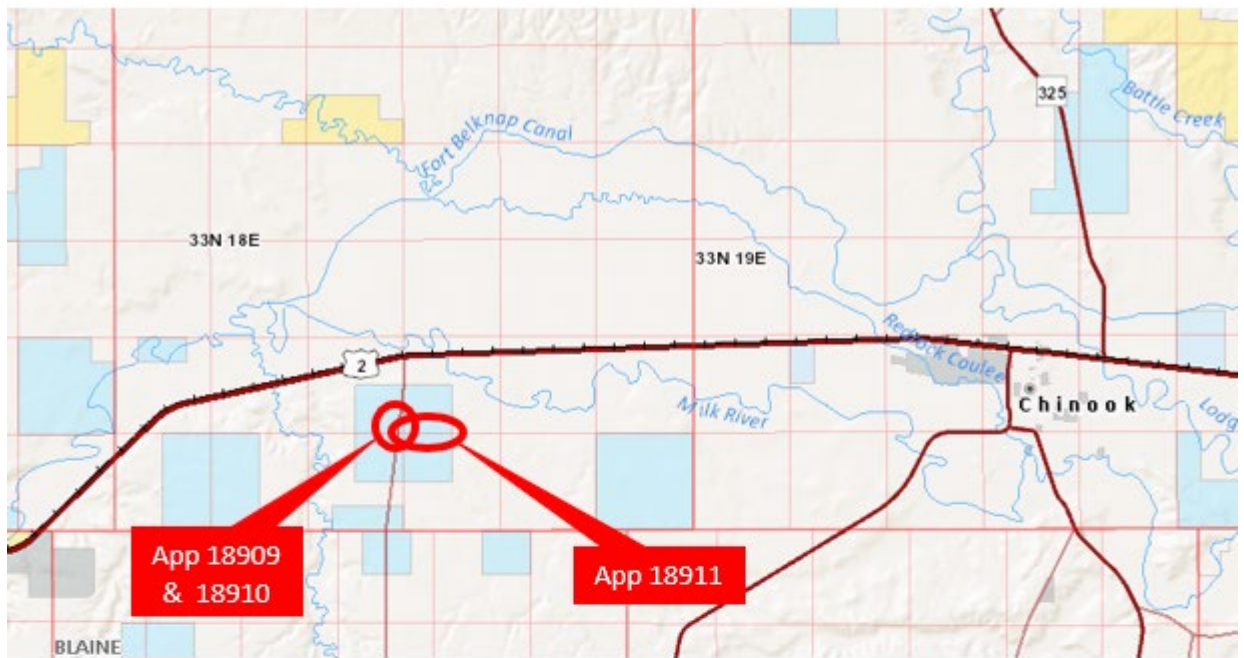 325
Battle Creek
Fort Belknap Canal
33N 18E
33N 19E
Redrock Coulee
2
Milk River
Chinook
Lodg
App 18909
& 18910
App 18911
BLAINE